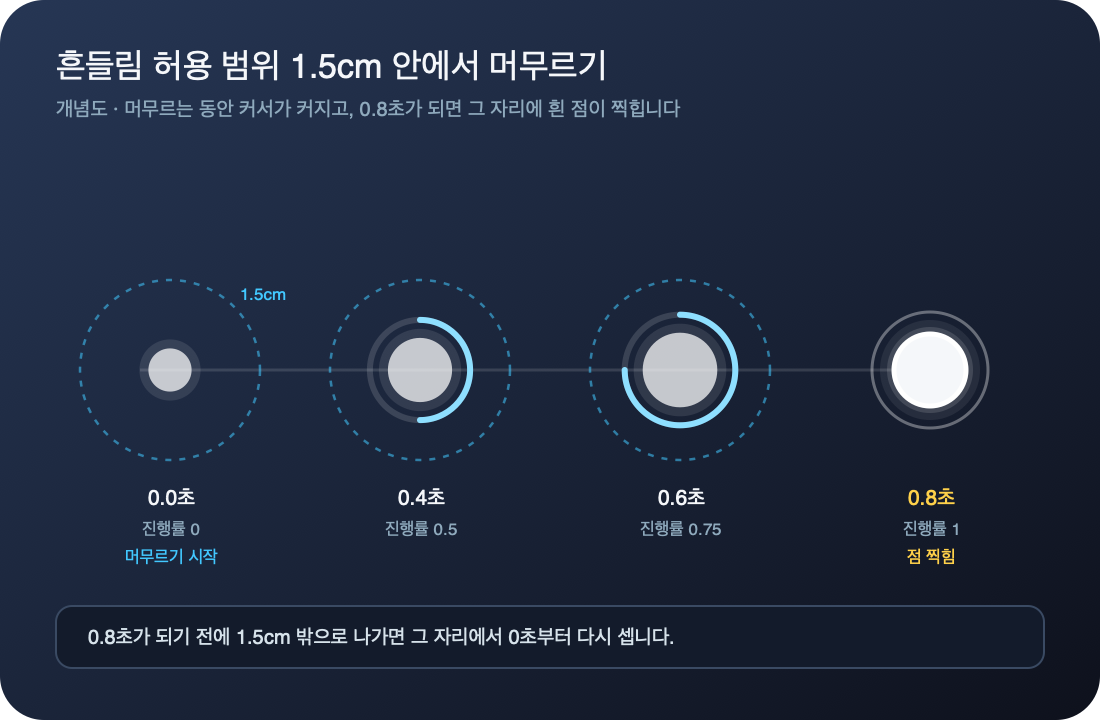 흔들림 허용 범위 1.5cm 안에서 머무르기
개념도 · 머무르는 동안 커서가 커지고, 0.8초가 되면 그 자리에 흰 점이 찍힙니다
1.5cm
0.0초
진행률 0
머무르기 시작
0.4초
진행률 0.5
0.6초
진행률 0.75
0.8초
진행률 1
점 찍힘
0.8초가 되기 전에 1.5cm 밖으로 나가면 그 자리에서 0초부터 다시 셉니다.